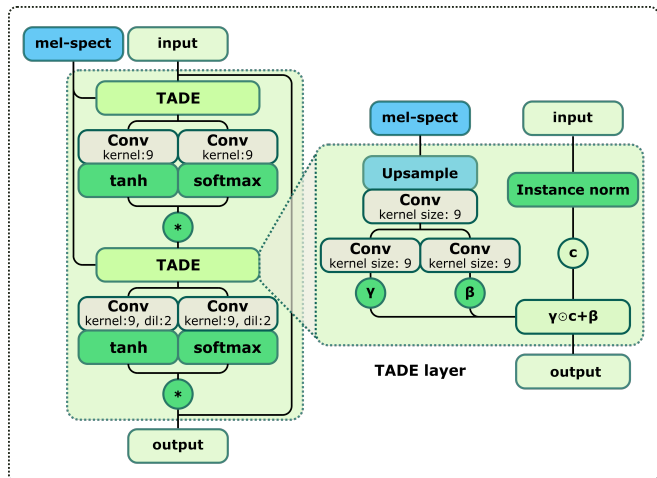 mel-spect
input
TADE
Conv
kernel:9
Conv
kernel:9
tanh
softmax
*
TADE
Conv
kernel:9, dil:2
Conv
kernel:9, dil:2
tanh
softmax
*
output
mel-spect
input
Upsample
Instance norm
Conv
kernel size: 9
Conv
kernel size: 9
Conv
kernel size: 9
c
γ
β
γ⊙c+β
TADE layer
output